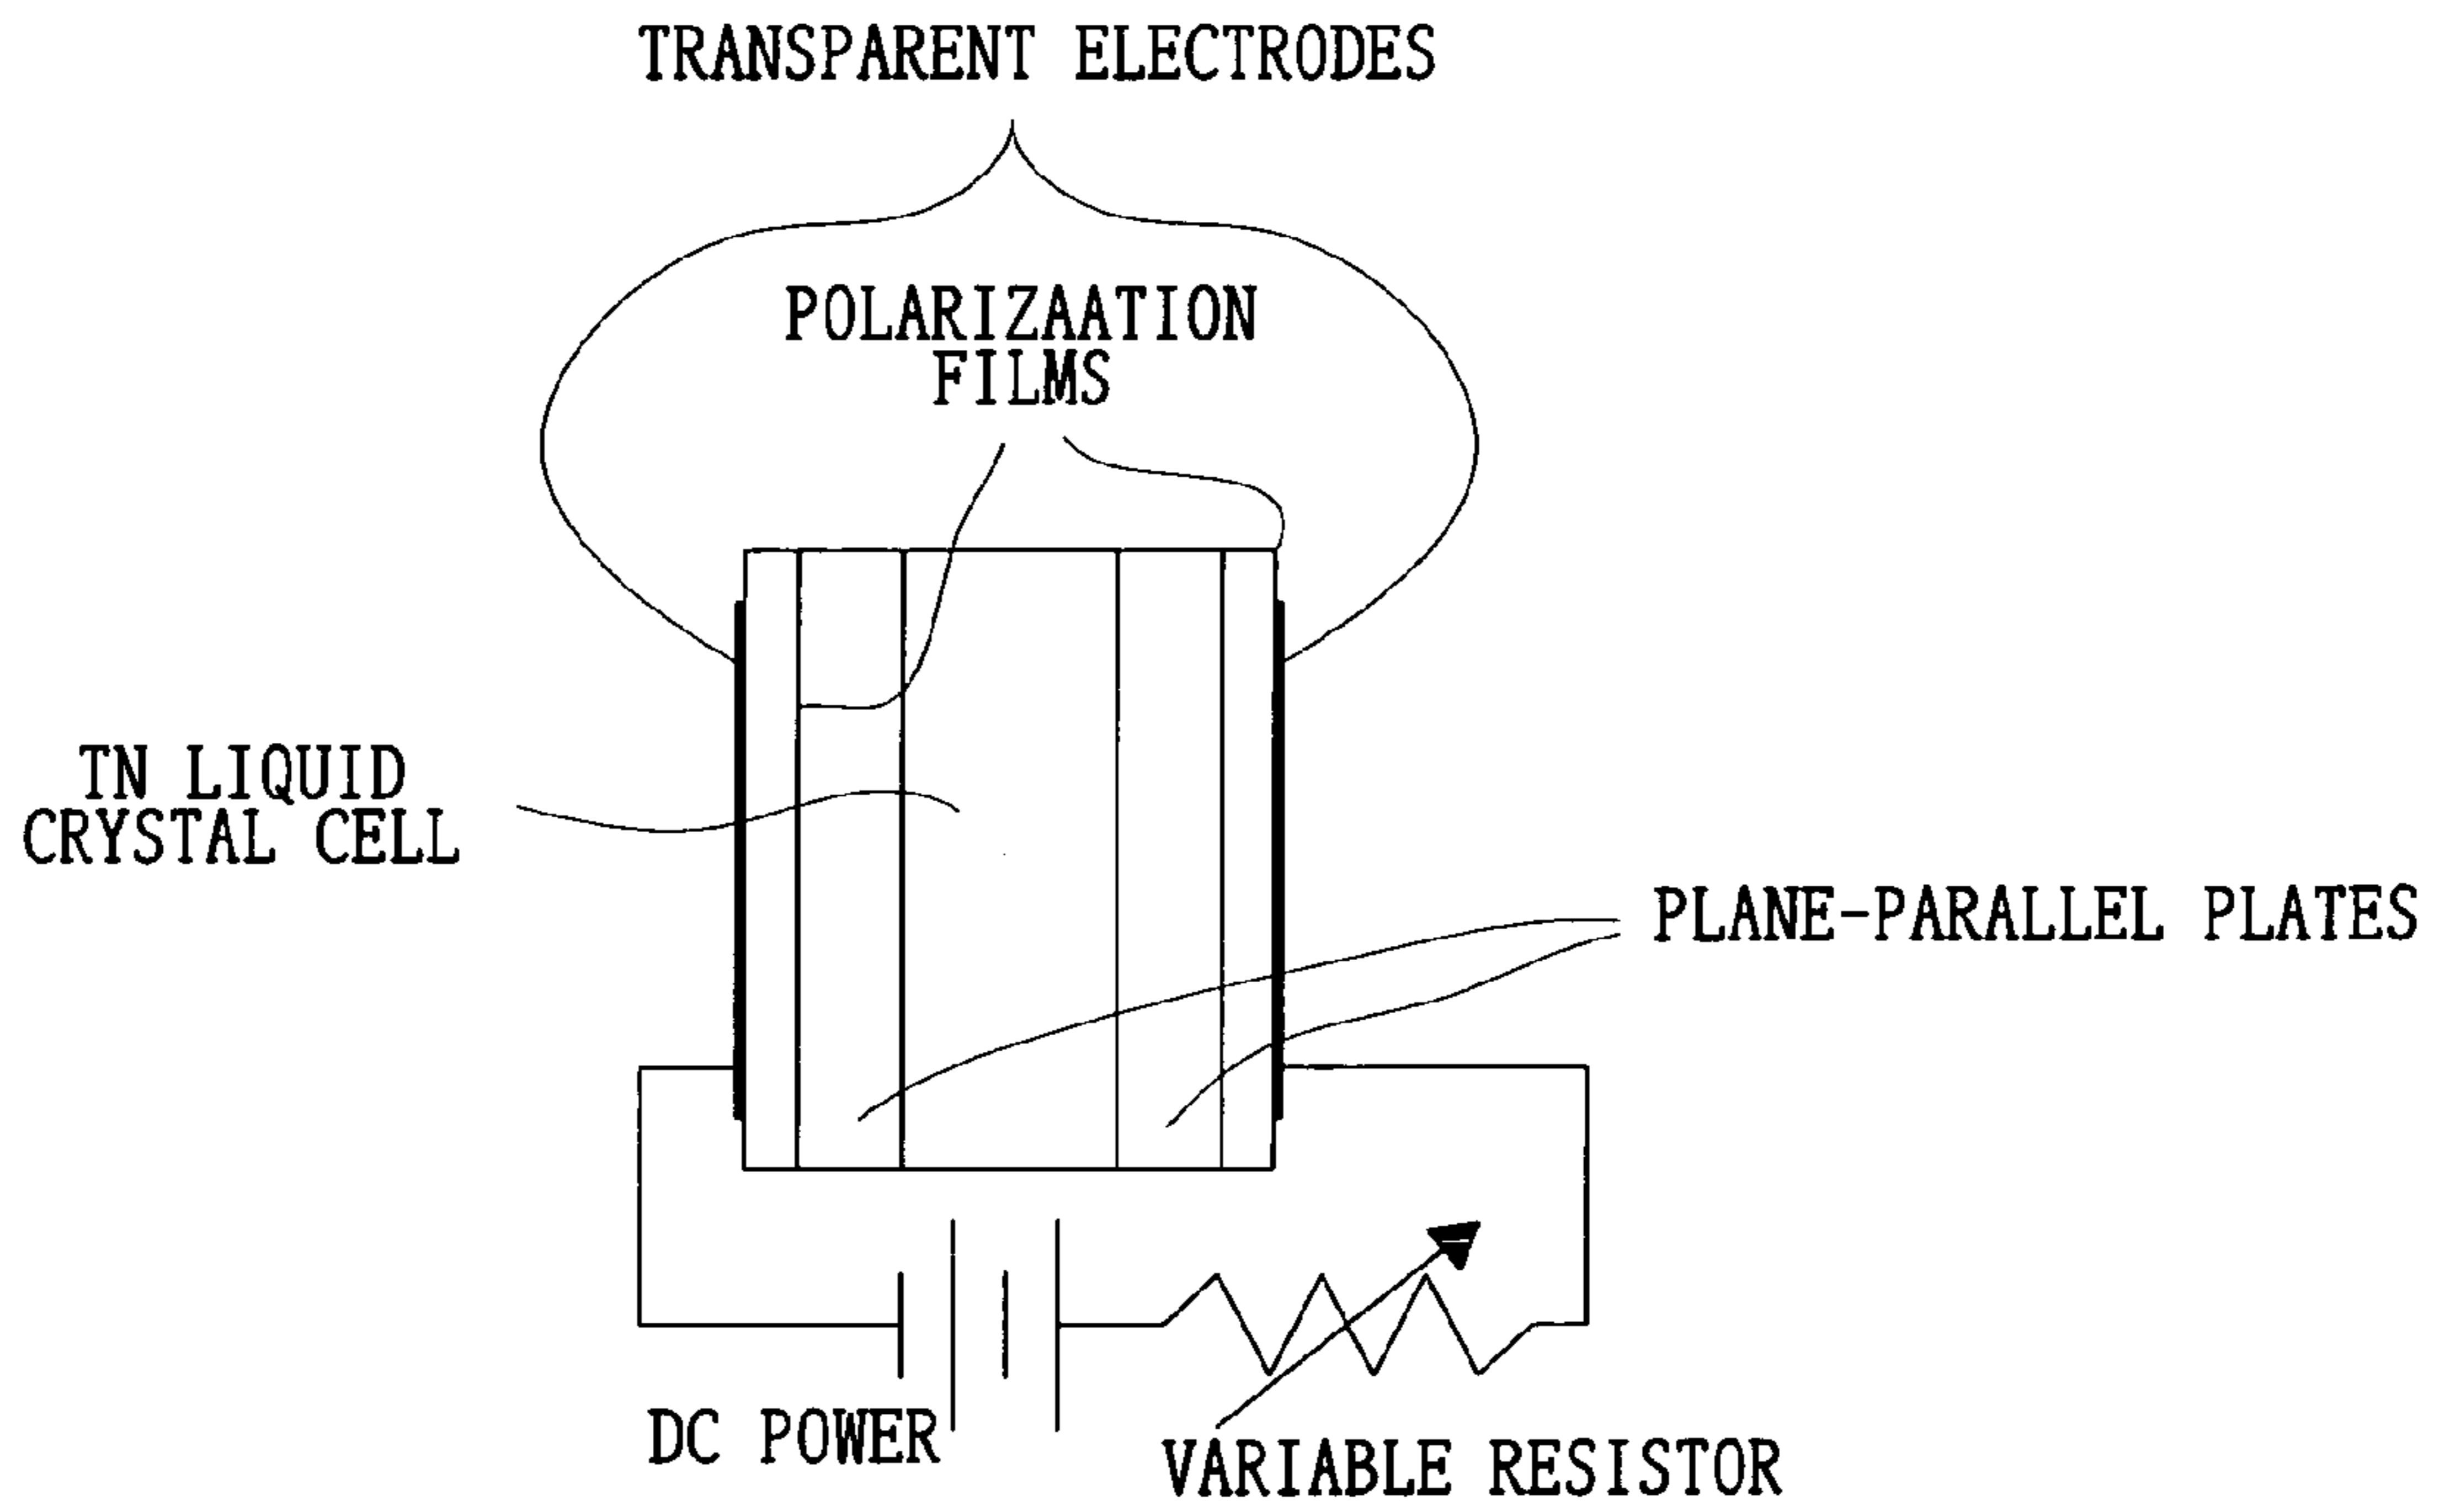 TRANSPARENT ELECTRODES
POLARIZAATION
FILMS
TN LIQUID
CRYSTAL CELL
PLANE-PARALLEL PLATES
DC POWER
VARIABLE RESISTOR